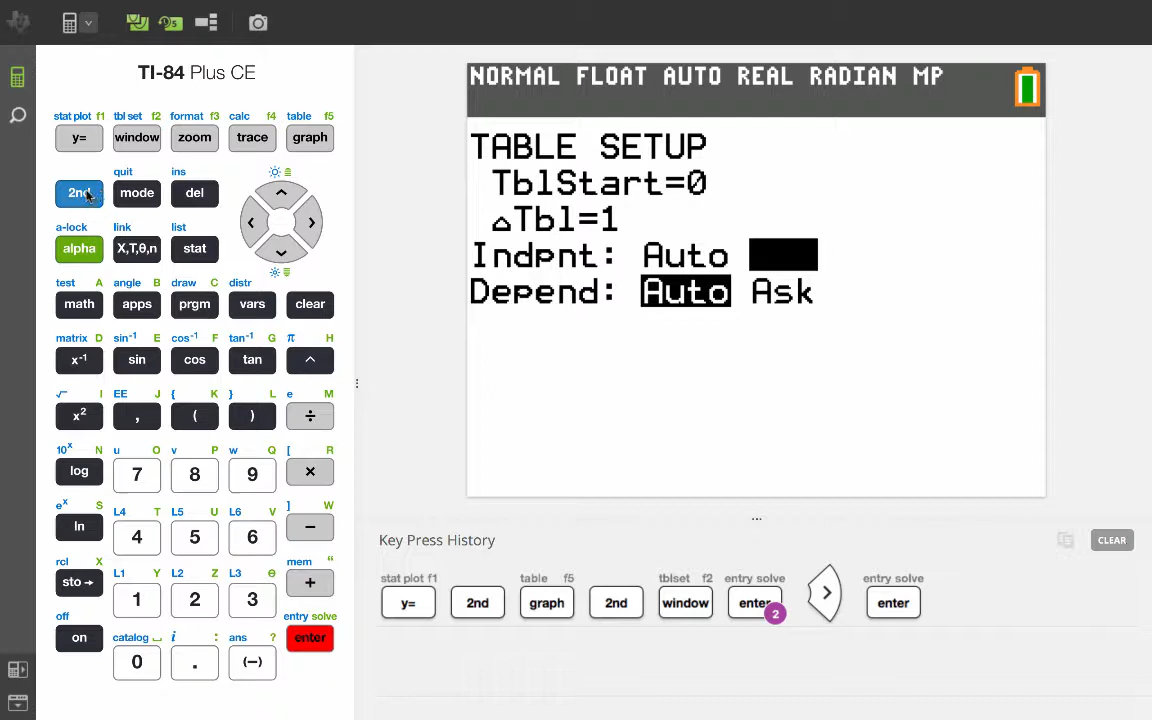 TI-84 Plus CE
stat plot f1 tbl set f2 format f3 calc f4 table f5
y= window zoom trace graph
quit ins
2nd mode del
a-lock link list
alpha X,T,θ,n stat
test A angle B draw C distr
math apps prgm vars clear
matrix D sin⁻¹ E cos⁻¹ F tan⁻¹ G π H
x⁻¹ sin cos tan ^
√ I EE J { K } L e M
x² , ( ) ÷
10ˣ N u O v P w Q [ R
log 7 8 9 ×
eˣ S L4 T L5 U L6 V ] W
ln 4 5 6 −
rcl X L1 Y L2 Z L3 θ mem “
sto→ 1 2 3 +
off catalog i : ans ? entry solve
on 0 . (−) enter
NORMAL FLOAT AUTO REAL RADIAN MP
TABLE SETUP
TblStart=0
△Tbl=1
Indpnt: Auto
Depend: Auto Ask
Key Press History
CLEAR
stat plot f1 table f5 tblset f2 entry solve entry solve
y= 2nd graph 2nd window enter 2 > enter